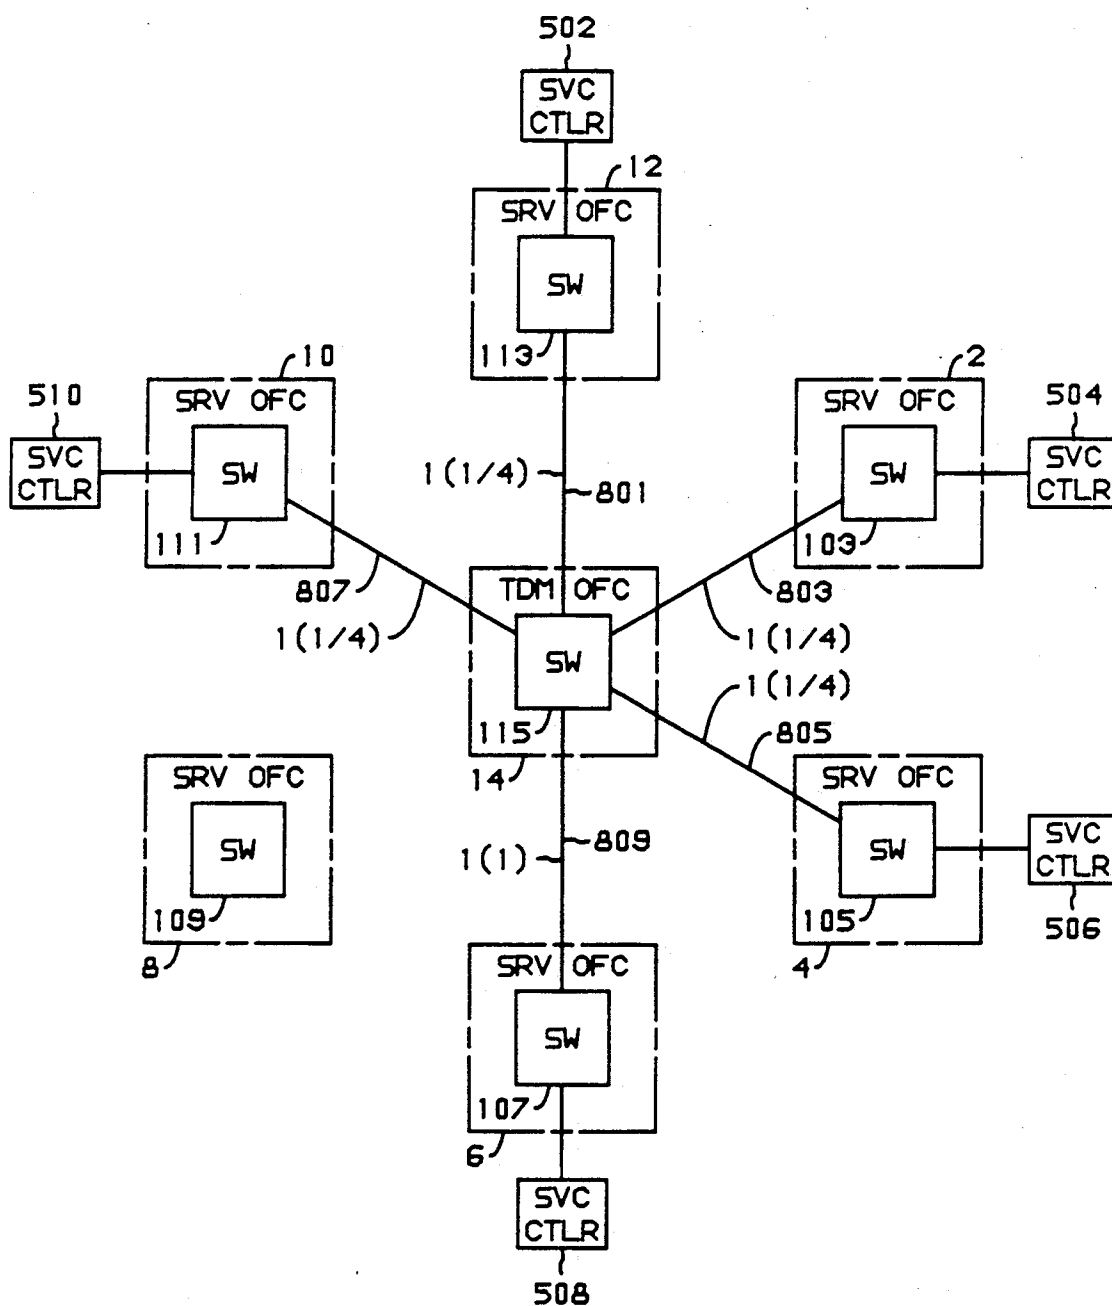 502
SVC
CTLR
12
SRV OFC
SW
113
10
SRV OFC
SW
111
510
SVC
CTLR
2
SRV OFC
SW
103
504
SVC
CTLR
1(1/4)
801
807
1(1/4)
803
1(1/4)
TDM OFC
SW
115
14
1(1/4)
805
SRV OFC
SW
109
8
809
1(1)
SRV OFC
SW
105
4
SVC
CTLR
506
SRV OFC
SW
107
6
SVC
CTLR
508